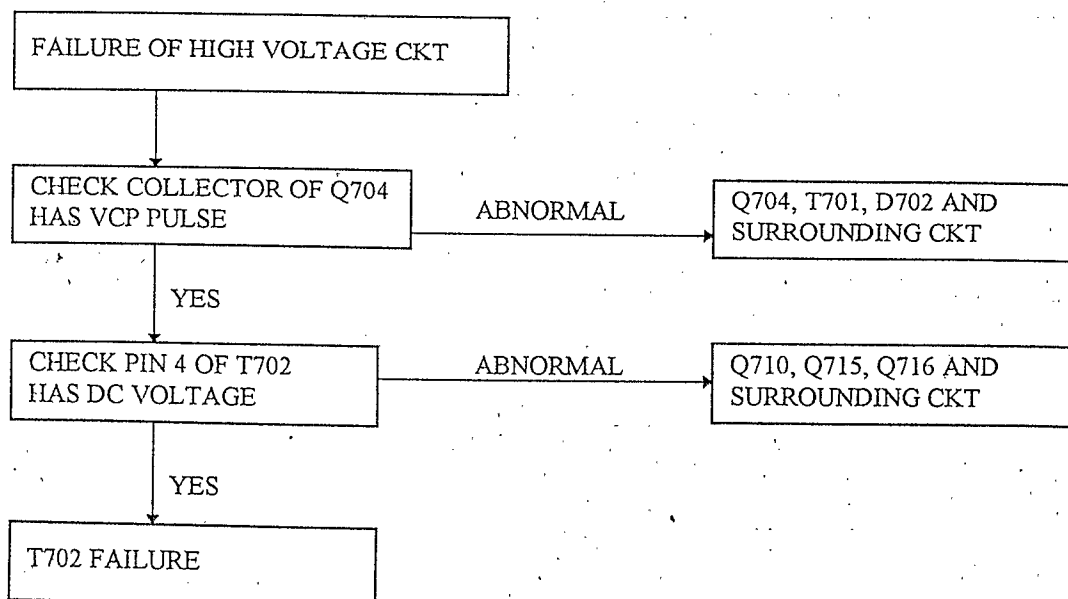 FAILURE OF HIGH VOLTAGE CKT
CHECK COLLECTOR OF Q704
HAS VCP PULSE
ABNORMAL
Q704, T701, D702 AND
SURROUNDING CKT
YES
CHECK PIN 4 OF T702
HAS DC VOLTAGE
ABNORMAL
Q710, Q715, Q716 AND
SURROUNDING CKT
YES
T702 FAILURE